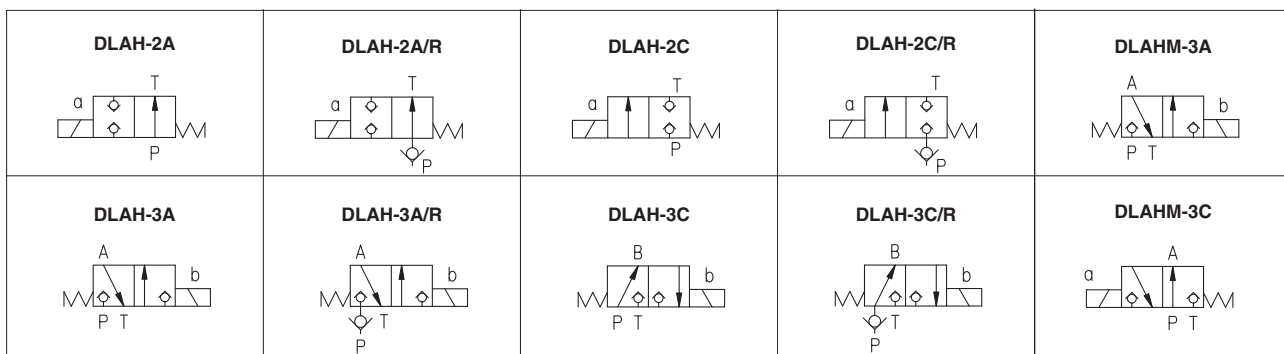 DLAH-2A
T
a
P
DLAH-2A/R
T
a
P
DLAH-2C
T
a
P
DLAH-2C/R
T
a
P
DLAHM-3A
A
b
P T
DLAH-3A
A
b
P T
DLAH-3A/R
A
b
T
P
DLAH-3C
B
b
P T
DLAH-3C/R
B
b
T
P
DLAHM-3C
A
a
P T